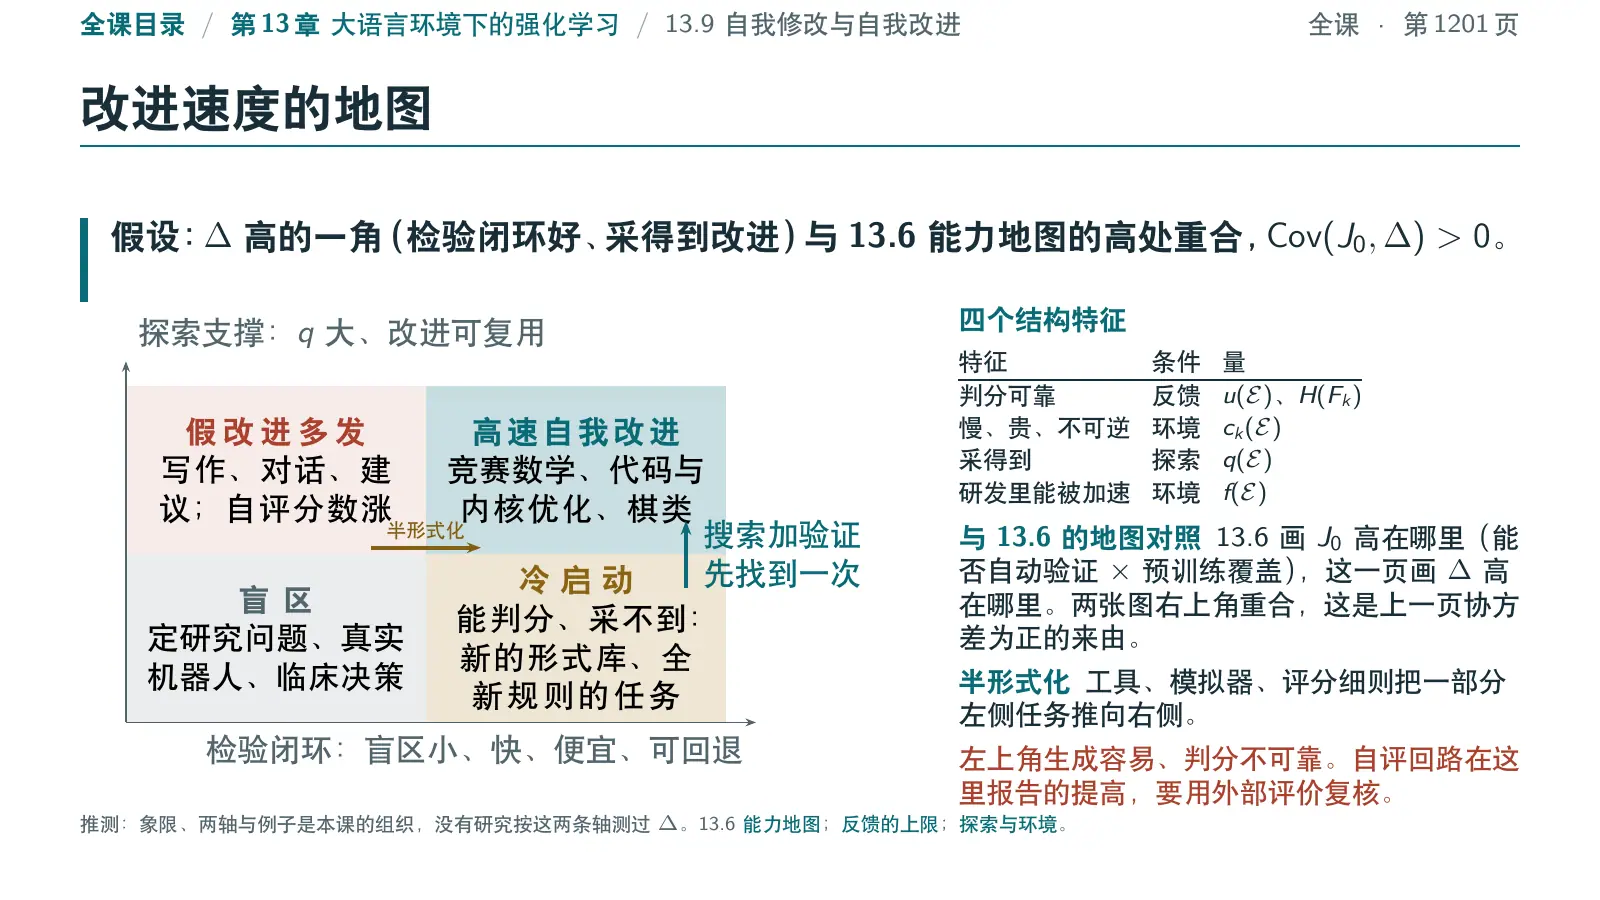 全课目录 / 第 13 章 大语言环境下的强化学习 / 13.9 自我修改与自我改进
全课 · 第 1201 页
改进速度的地图
假设：Δ 高的一角（检验闭环好、采得到改进）与 13.6 能力地图的高处重合，Cov(J₀, Δ) > 0。
探索支撑：q 大、改进可复用
假改进多发
写作、对话、建
议；自评分数涨
高速自我改进
竞赛数学、代码与
内核优化、棋类
半形式化
搜索加验证
先找到一次
盲区
定研究问题、真实
机器人、临床决策
冷启动
能判分、采不到：
新的形式库、全
新规则的任务
检验闭环：盲区小、快、便宜、可回退
四个结构特征
特征 条件 量
判分可靠 反馈 u(ℰ)、H(Fₖ)
慢、贵、不可逆 环境 cₖ(ℰ)
采得到 探索 q(ℰ)
研发里能被加速 环境 f(ℰ)
与 13.6 的地图对照 13.6 画 J₀ 高在哪里（能
否自动验证 × 预训练覆盖），这一页画 Δ 高
在哪里。两张图右上角重合，这是上一页协方
差为正的来由。
半形式化 工具、模拟器、评分细则把一部分
左侧任务推向右侧。
左上角生成容易、判分不可靠。自评回路在这
里报告的提高，要用外部评价复核。
推测：象限、两轴与例子是本课的组织，没有研究按这两条轴测过 Δ。13.6 能力地图；反馈的上限；探索与环境。